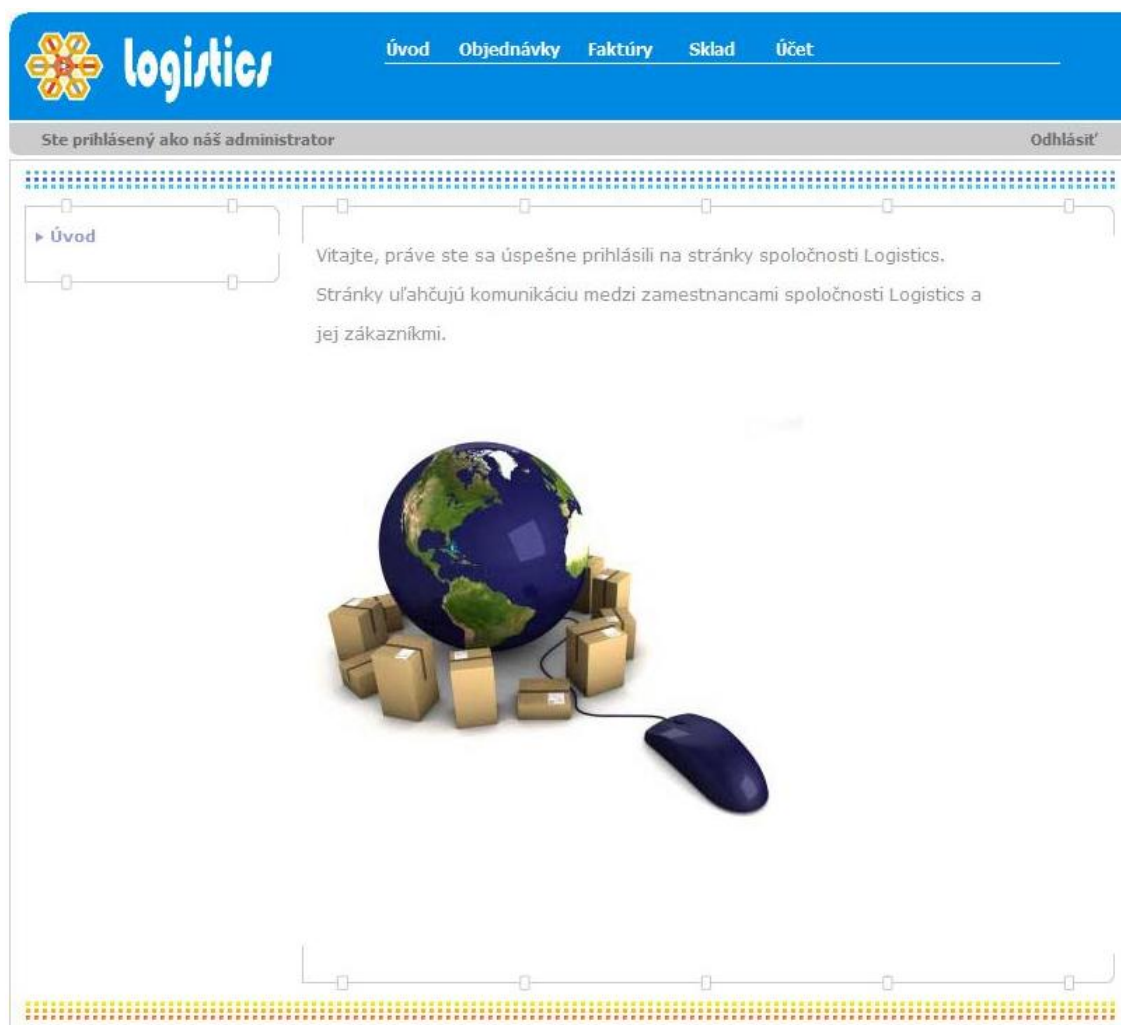 logistics
Úvod Objednávky Faktúry Sklad Účet
Ste prihlásený ako náš administrator Odhlásiť
Úvod
Vitajte, práve ste sa úspešne prihlásili na stránky spoločnosti Logistics.
Stránky uľahčujú komunikáciu medzi zamestnancami spoločnosti Logistics a
jej zákazníkmi.